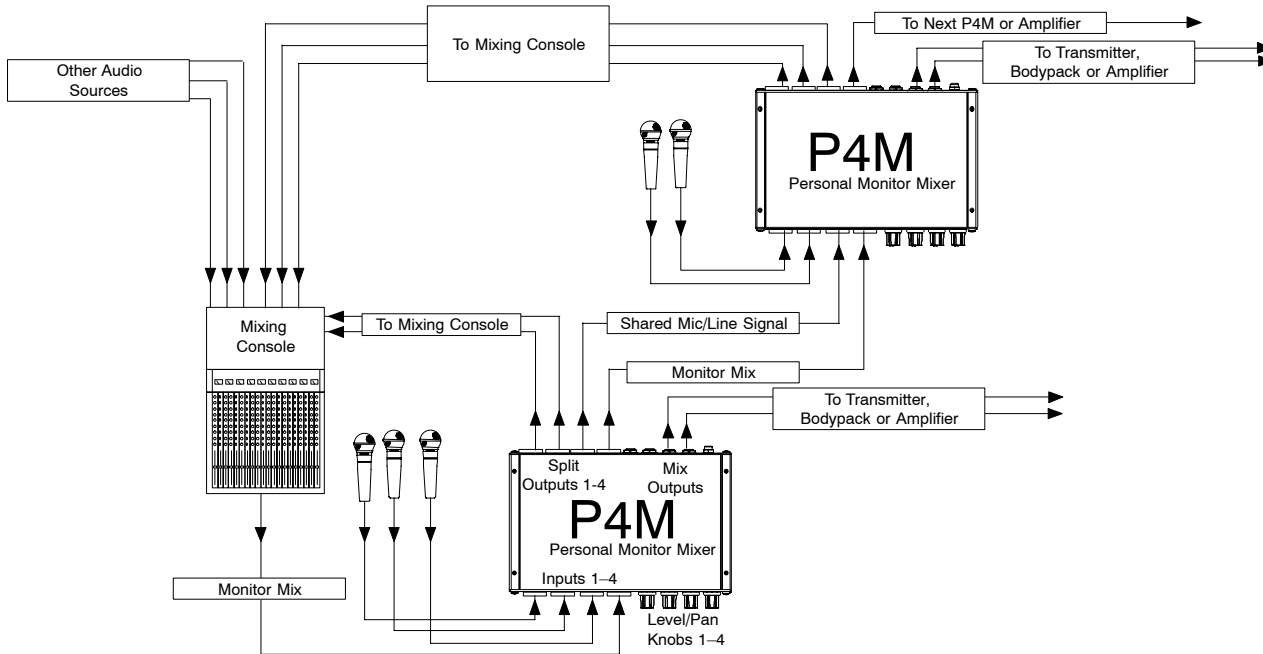 To Next P4M or Amplifier
To Mixing Console
To Transmitter,
Bodypack or Amplifier
Other Audio
Sources
P4M
Personal Monitor Mixer
Mixing
Console
To Mixing Console
Shared Mic/Line Signal
Monitor Mix
To Transmitter,
Bodypack or Amplifier
Split
Outputs 1-4
Mix
Outputs
P4M
Personal Monitor Mixer
Inputs 1–4
Monitor Mix
Level/Pan
Knobs 1–4